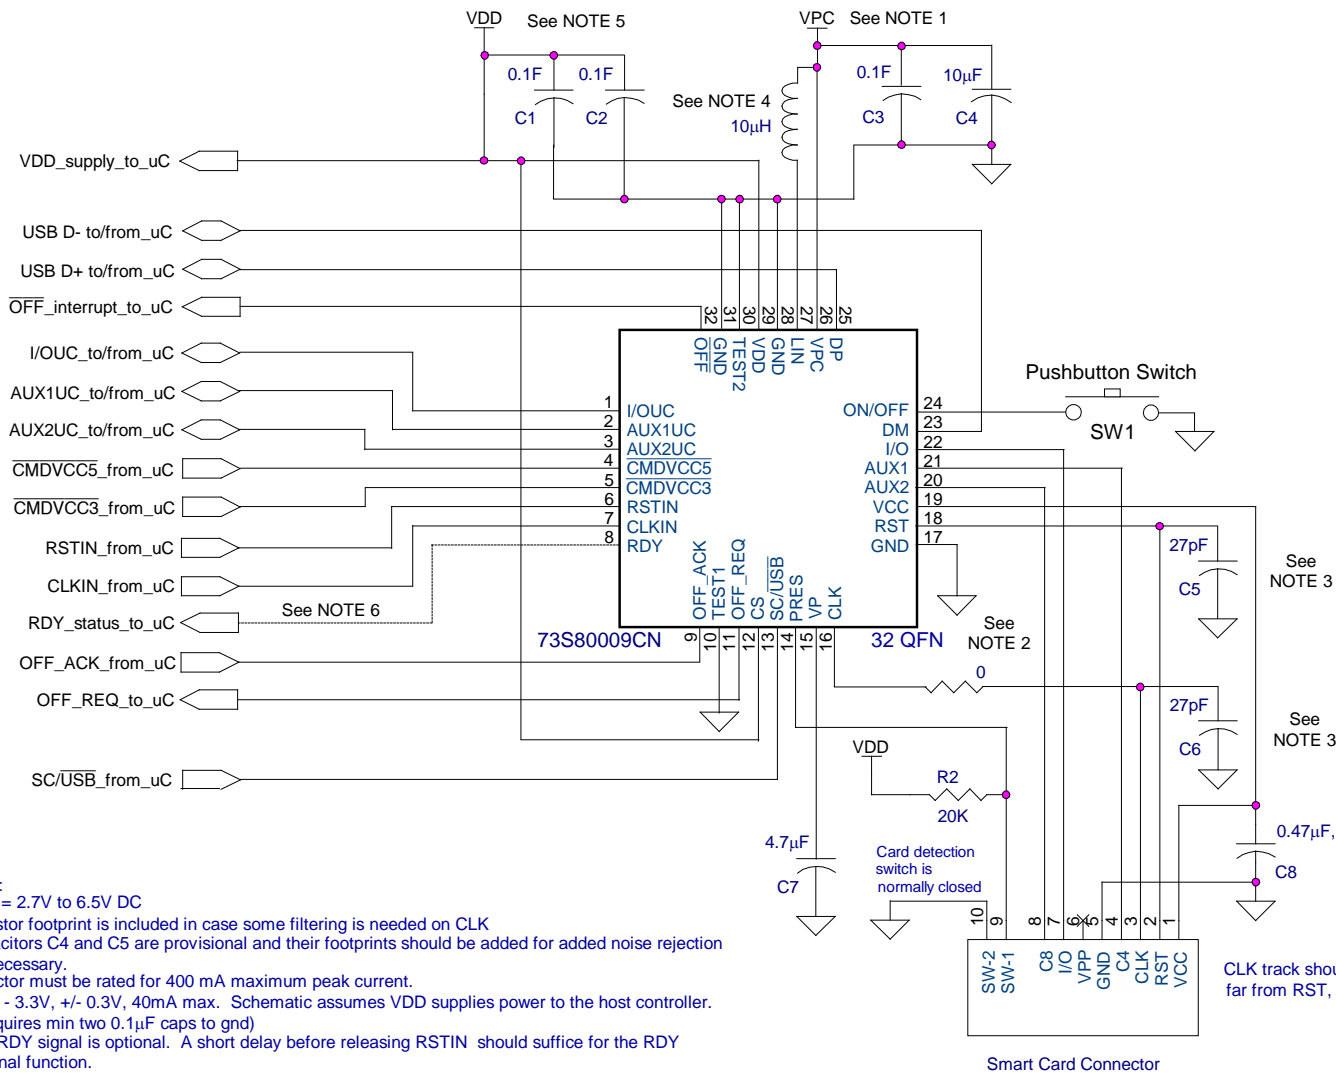 VDD See NOTE 5 VPC See NOTE 1
0.1F 0.1F 0.1F 10μF
See NOTE 4
10μH
C1 C2 C3 C4
VDD_supply_to_uC
USB D- to/from_uC
USB D+ to/from_uC
OFF_interrupt_to_uC
I/OUC_to/from_uC
AUX1UC_to/from_uC
AUX2UC_to/from_uC
CMDVCC5_from_uC
CMDVCC3_from_uC
RSTIN_from_uC
CLKIN_from_uC
RDY_status_to_uC
See NOTE 6
OFF_ACK_from_uC
OFF_REQ_to_uC
SC/USB_from_uC
32 31 30 29 28 27 26 25
OFF GND TEST2 VDD GND LIN VPC DP
1 I/OUC
2 AUX1UC
3 AUX2UC
4 CMDVCC5
5 CMDVCC3
6 RSTIN
7 CLKIN
8 RDY
ON/OFF 24
DM 23
I/O 22
AUX1 21
AUX2 20
VCC 19
RST 18
GND 17
OFF_ACK TEST1 OFF_REQ CS SC/USB PRES VP CLK
9 10 11 12 13 14 15 16
73S80009CN 32 QFN
Pushbutton Switch
SW1
27pF
C5
See
NOTE 3
See
NOTE 2
0
27pF
C6
See
NOTE 3
VDD
R2
20K
4.7μF
C7
Card detection
switch is
normally closed
0.47μF,
C8
10 9 8 7 6 5 4 3 2 1
SW-2 SW-1 C8 I/O VPP GND C4 CLK RST VCC
CLK track shou
far from RST,
Smart Card Connector
:
= 2.7V to 6.5V DC
stor footprint is included in case some filtering is needed on CLK
citors C4 and C5 are provisional and their footprints should be added for added noise rejection
ecessary.
ctor must be rated for 400 mA maximum peak current.
- 3.3V, +/- 0.3V, 40mA max. Schematic assumes VDD supplies power to the host controller.
quires min two 0.1μF caps to gnd)
RDY signal is optional. A short delay before releasing RSTIN should suffice for the RDY
nal function.